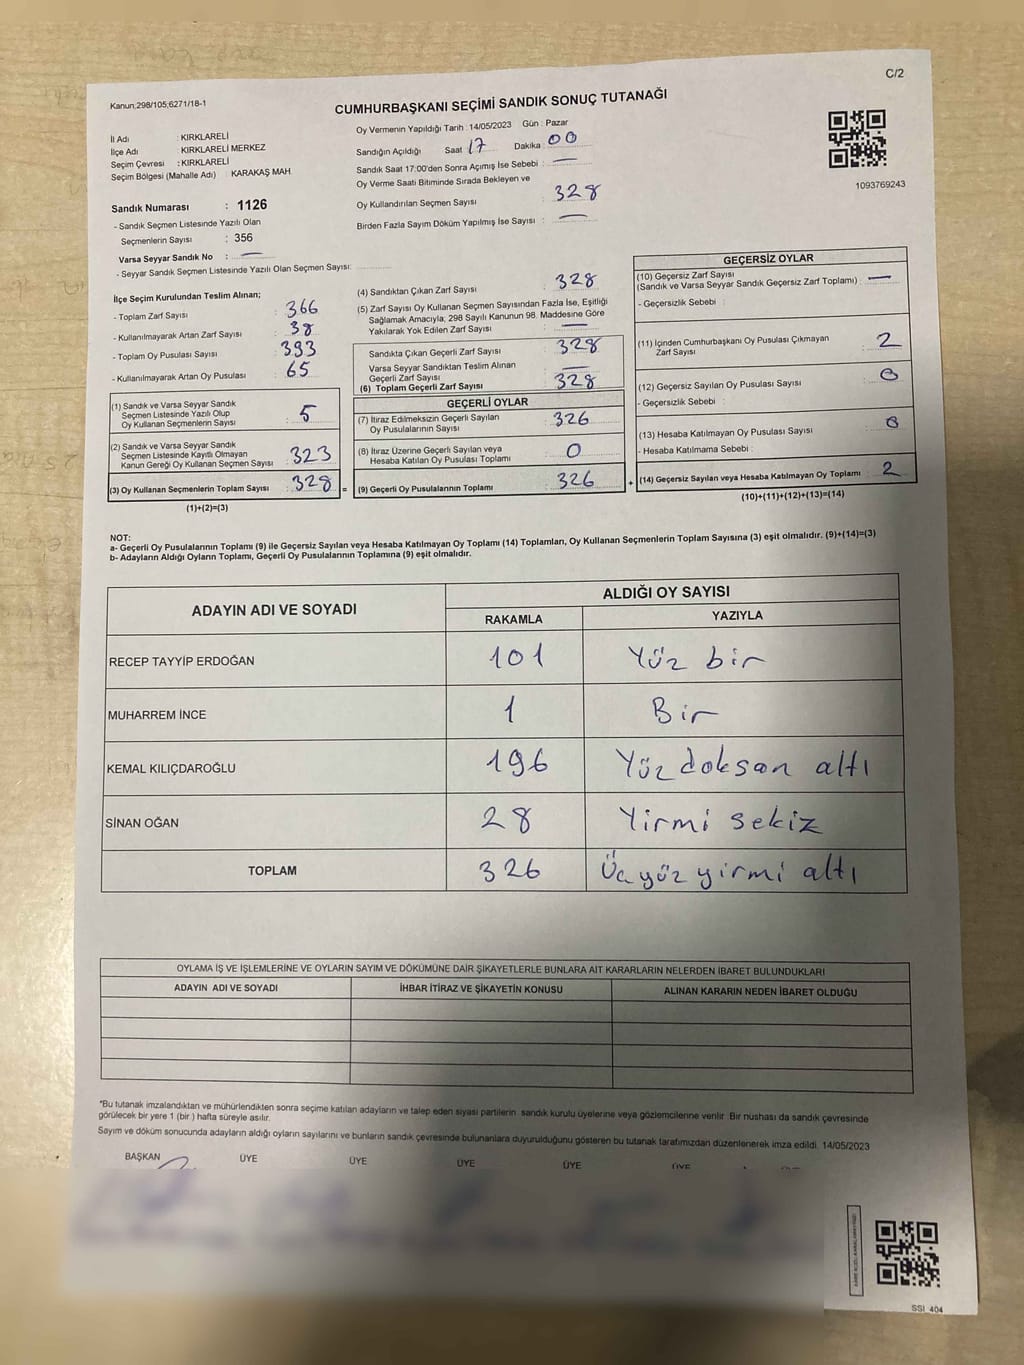 C/2
Kanun:298/105;6271/18-1
CUMHURBAŞKANI SEÇİMİ SANDIK SONUÇ TUTANAĞI
1093769243
İl Adı : KIRKLARELİ
İlçe Adı : KIRKLARELİ MERKEZ
Seçim Çevresi : KIRKLARELİ
Seçim Bölgesi (Mahalle Adı) : KARAKAŞ MAH.
Sandık Numarası : 1126
- Sandık Seçmen Listesinde Yazılı Olan
Seçmenlerin Sayısı : 356
Varsa Seyyar Sandık No : —
- Seyyar Sandık Seçmen Listesinde Yazılı Olan Seçmen Sayısı:
Oy Vermenin Yapıldığı Tarih : 14/05/2023 Gün : Pazar
Sandığın Açıldığı Saat 17 Dakika : 00
Sandık Saat 17:00'den Sonra Açımış İse Sebebi : —
Oy Verme Saati Bitiminde Sırada Bekleyen ve
Oy Kullandırılan Seçmen Sayısı : 328
Birden Fazla Sayım Döküm Yapılmış İse Sayısı : —
İlçe Seçim Kurulundan Teslim Alınan;
- Toplam Zarf Sayısı : 366
- Kullanılmayarak Artan Zarf Sayısı : 38
- Toplam Oy Pusulası Sayısı : 393
- Kullanılmayarak Artan Oy Pusulası : 65
(1) Sandık ve Varsa Seyyar Sandık
Seçmen Listesinde Yazılı Olup
Oy Kullanan Seçmenlerin Sayısı : 5
(2) Sandık ve Varsa Seyyar Sandık
Seçmen Listesinde Kayıtlı Olmayan
Kanun Gereği Oy Kullanan Seçmen Sayısı : 323
(3) Oy Kullanan Seçmenlerin Toplam Sayısı : 328 =
(1)+(2)=(3)
(4) Sandıktan Çıkan Zarf Sayısı : 328
(5) Zarf Sayısı Oy Kullanan Seçmen Sayısından Fazla İse, Eşitliği
Sağlamak Amacıyla; 298 Sayılı Kanunun 98. Maddesine Göre
Yakılarak Yok Edilen Zarf Sayısı : —
Sandıkta Çıkan Geçerli Zarf Sayısı : 328
Varsa Seyyar Sandıktan Teslim Alınan
Geçerli Zarf Sayısı : —
(6) Toplam Geçerli Zarf Sayısı : 328
GEÇERLİ OYLAR
(7) İtiraz Edilmeksizin Geçerli Sayılan
Oy Pusulalarının Sayısı : 326
(8) İtiraz Üzerine Geçerli Sayılan veya
Hesaba Katılan Oy Pusulası Toplamı : 0
(9) Geçerli Oy Pusulalarının Toplamı : 326 +
GEÇERSİZ OYLAR
(10) Geçersiz Zarf Sayısı
(Sandık ve Varsa Seyyar Sandık Geçersiz Zarf Toplamı) : —
- Geçersizlik Sebebi :
(11) İçinden Cumhurbaşkanı Oy Pusulası Çıkmayan
Zarf Sayısı : 2
(12) Geçersiz Sayılan Oy Pusulası Sayısı : 0
- Geçersizlik Sebebi :
(13) Hesaba Katılmayan Oy Pusulası Sayısı : 0
- Hesaba Katılmama Sebebi :
(14) Geçersiz Sayılan veya Hesaba Katılmayan Oy Toplamı : 2
(10)+(11)+(12)+(13)=(14)
NOT:
a- Geçerli Oy Pusulalarının Toplamı (9) ile Geçersiz Sayılan veya Hesaba Katılmayan Oy Toplamı (14) Toplamları, Oy Kullanan Seçmenlerin Toplam Sayısına (3) eşit olmalıdır. (9)+(14)=(3)
b- Adayların Aldığı Oyların Toplamı, Geçerli Oy Pusulalarının Toplamına (9) eşit olmalıdır.
ADAYIN ADI VE SOYADI ALDIĞI OY SAYISI
RAKAMLA YAZIYLA
RECEP TAYYİP ERDOĞAN 101 Yüz bir
MUHARREM İNCE 1 Bir
KEMAL KILIÇDAROĞLU 196 Yüzdoksan altı
SİNAN OĞAN 28 Yirmi sekiz
TOPLAM 326 Üçyüz yirmi altı
OYLAMA İŞ VE İŞLEMLERİNE VE OYLARIN SAYIM VE DÖKÜMÜNE DAİR ŞİKAYETLERLE BUNLARA AİT KARARLARIN NELERDEN İBARET BULUNDUKLARI
ADAYIN ADI VE SOYADI İHBAR İTİRAZ VE ŞİKAYETİN KONUSU ALINAN KARARIN NEDEN İBARET OLDUĞU
*Bu tutanak imzalandıktan ve mühürlendikten sonra seçime katılan adayların ve talep eden siyasi partilerin sandık kurulu üyelerine veya gözlemcilerine verilir. Bir nushası da sandık çevresinde
görülecek bir yere 1 (bir) hafta süreyle asılır.
Sayım ve döküm sonucunda adayların aldığı oyların sayılarını ve bunların sandık çevresinde bulunanlara duyurulduğunu gösteren bu tutanak tarafımızdan düzenlenerek imza edildi. 14/05/2023
BAŞKAN ÜYE ÜYE ÜYE ÜYE ÜYE
SSI_404